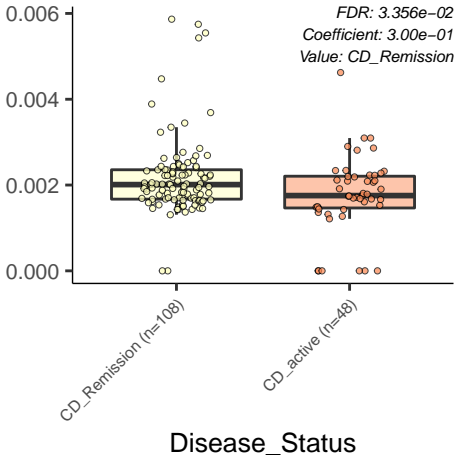 FDR: 3.356e−02
Coefficient: 3.00e−01
Value: CD_Remission
0.006
0.004
0.002
0.000
CD_Remission (n=108)
CD_active (n=48)
Disease_Status